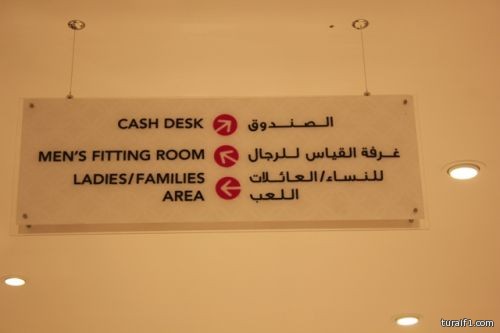 CASH DESK الصندوق
MEN'S FITTING ROOM غرفة القياس للرجال
LADIES/FAMILIES للنساء/العائلات
AREA اللعب
turaif1.com